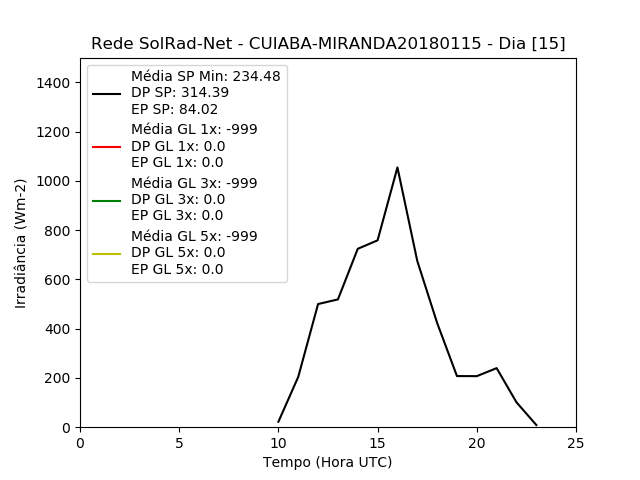 Rede SolRad-Net - CUIABA-MIRANDA20180115 - Dia [15]
Média SP Min: 234.48
DP SP: 314.39
EP SP: 84.02
Média GL 1x: -999
DP GL 1x: 0.0
EP GL 1x: 0.0
Média GL 3x: -999
DP GL 3x: 0.0
EP GL 3x: 0.0
Média GL 5x: -999
DP GL 5x: 0.0
EP GL 5x: 0.0
Irradiância (Wm-2)
1400
1200
1000
800
600
400
200
0
0 5 10 15 20 25
Tempo (Hora UTC)